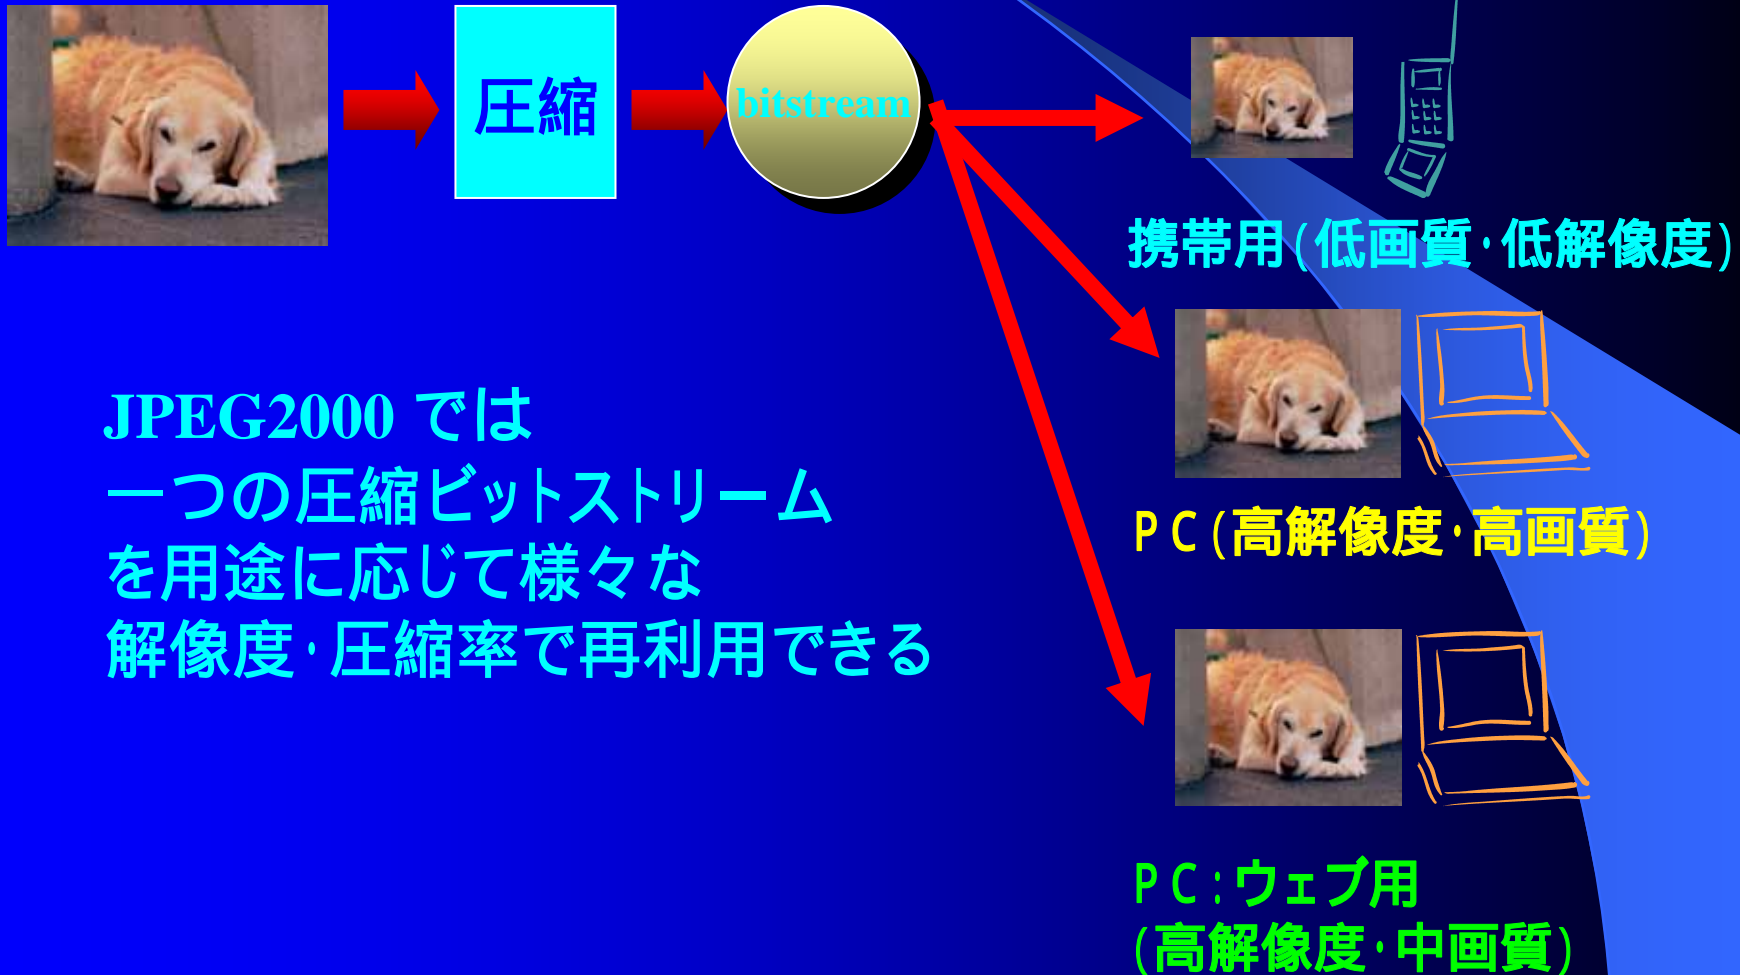 圧縮
bitstream
携帯用(低画質・低解像度)
JPEG2000 では
一つの圧縮ビットストリーム
を用途に応じて様々な
解像度・圧縮率で再利用できる
PC(高解像度・高画質)
PC:ウェブ用
(高解像度・中画質)